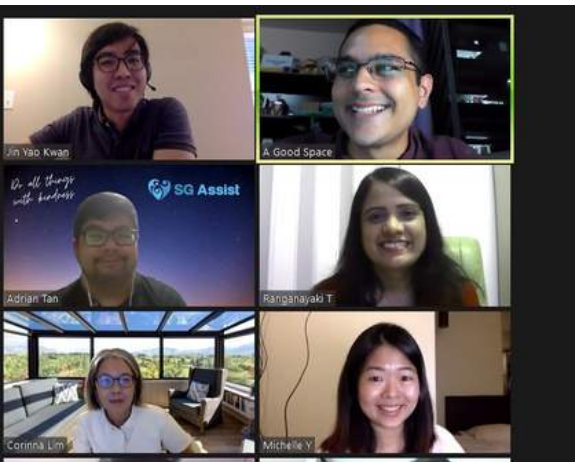 Jin Yao Kwan
A Good Space
Do all things
with kindness
SG Assist
Adrian Tan
Ranganayaki T
Corinna Lim
Michelle Y